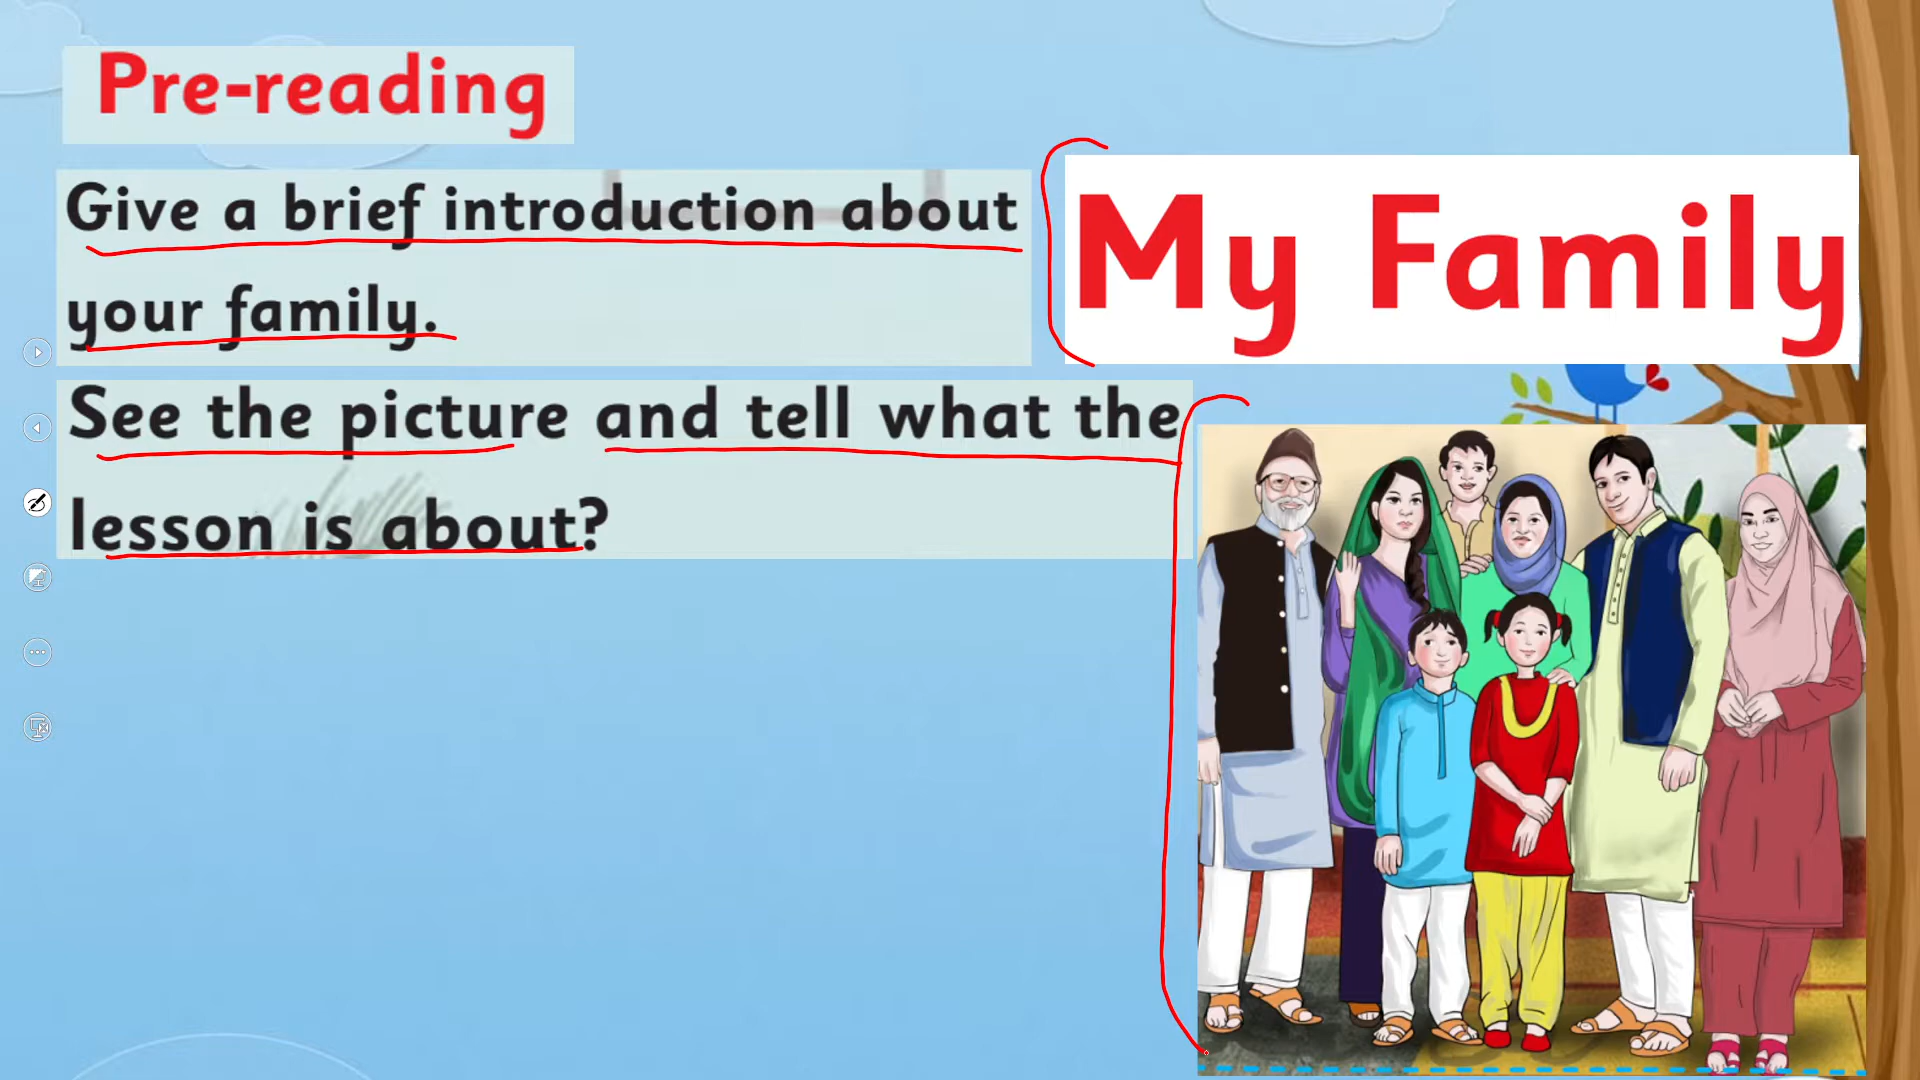 Pre-reading
Give a brief introduction about
your family.
See the picture and tell what the
lesson is about?
My Family